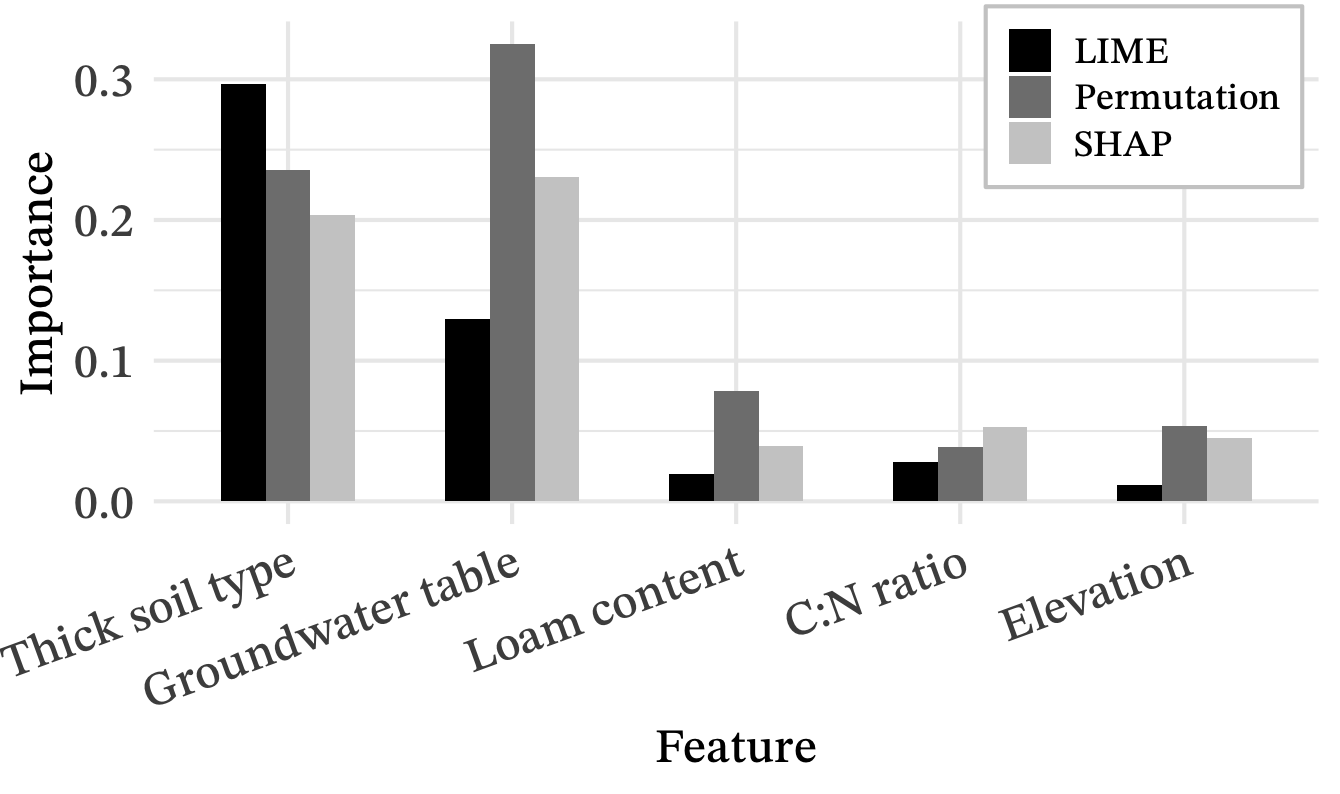 LIME
Permutation
SHAP
Importance
0.3
0.2
0.1
0.0
Thick soil type
Groundwater table
Loam content
C:N ratio
Elevation
Feature